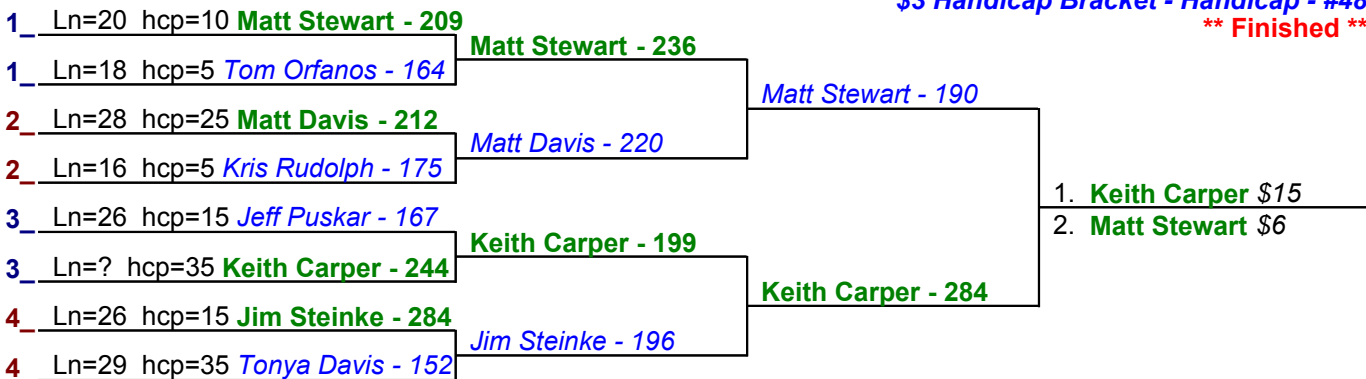 $3 Handicap Bracket - Handicap - #48
** Finished **
1_ Ln=20 hcp=10 Matt Stewart - 209
1_ Ln=18 hcp=5 Tom Orfanos - 164
2_ Ln=28 hcp=25 Matt Davis - 212
2_ Ln=16 hcp=5 Kris Rudolph - 175
3_ Ln=26 hcp=15 Jeff Puskar - 167
3_ Ln=? hcp=35 Keith Carper - 244
4_ Ln=26 hcp=15 Jim Steinke - 284
4 Ln=29 hcp=35 Tonya Davis - 152
Matt Stewart - 236
Matt Davis - 220
Keith Carper - 199
Jim Steinke - 196
Matt Stewart - 190
Keith Carper - 284
1. Keith Carper $15
2. Matt Stewart $6